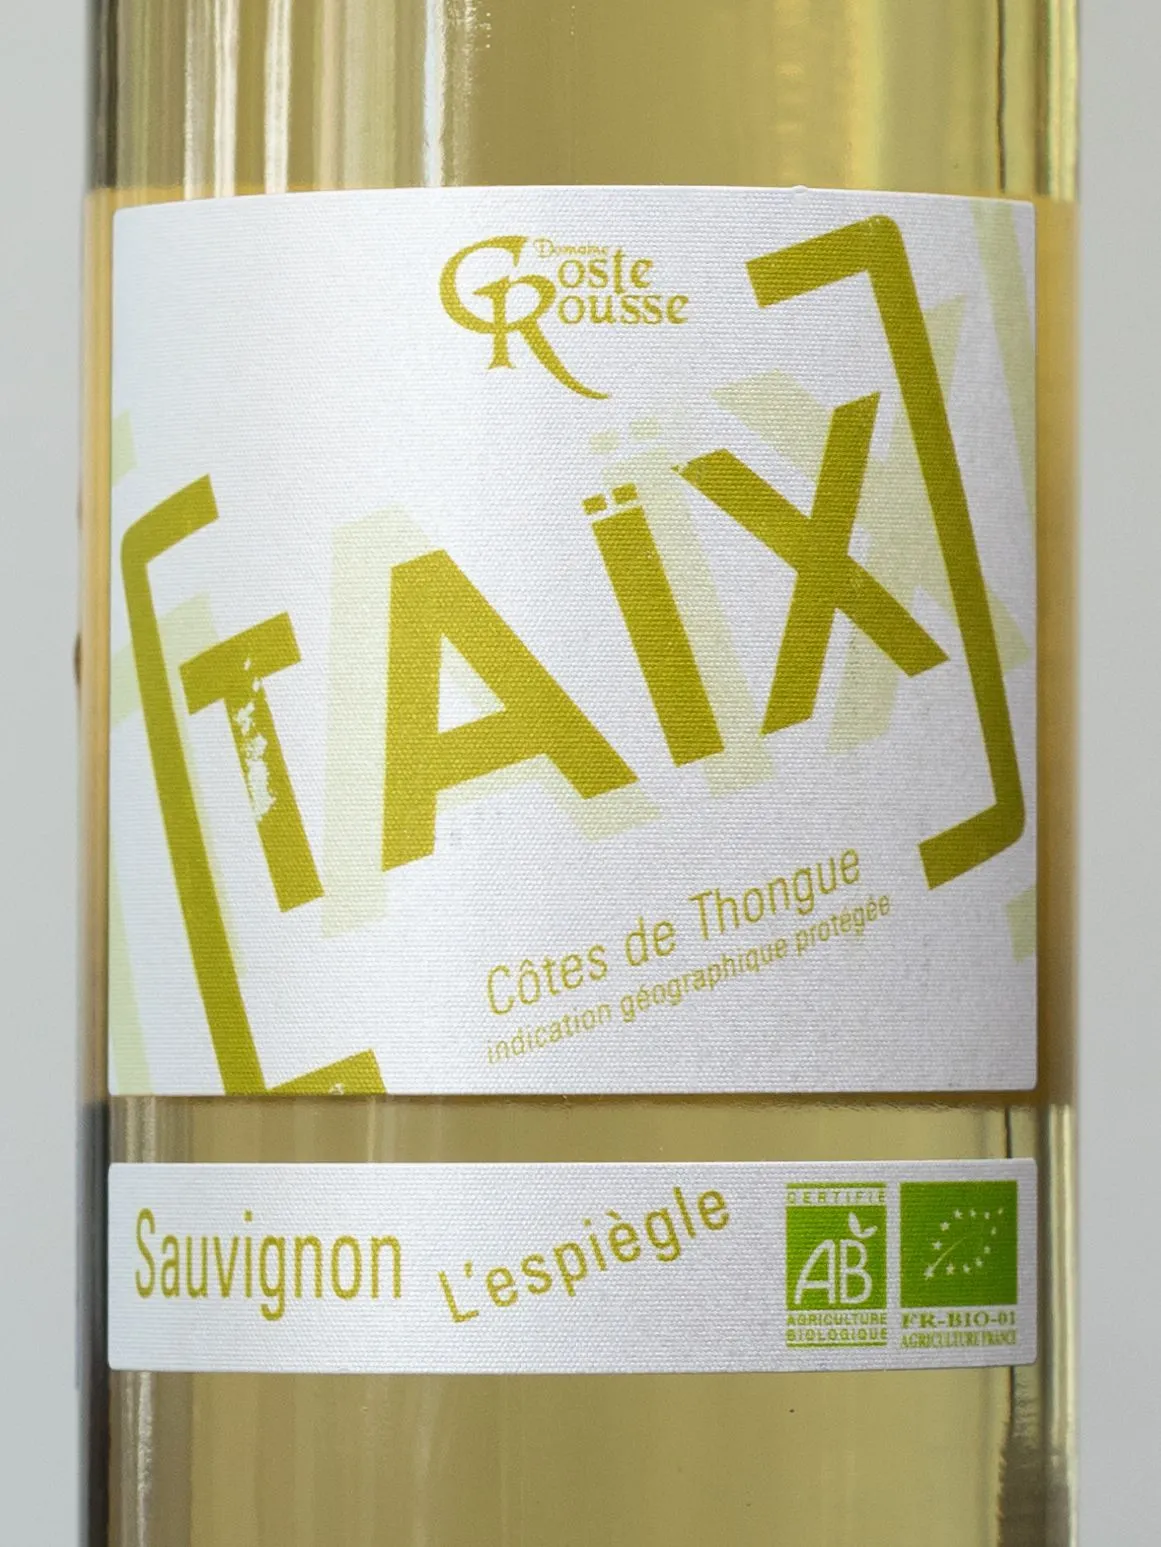 Domaine
Coste
Rousse
[TAÏX]
Côtes de Thongue
indication géographique protégée
Sauvignon L'espiègle
CERTIFIÉ
AB
AGRICULTURE
BIOLOGIQUE
FR-BIO-01
AGRICULTURE FRANCE